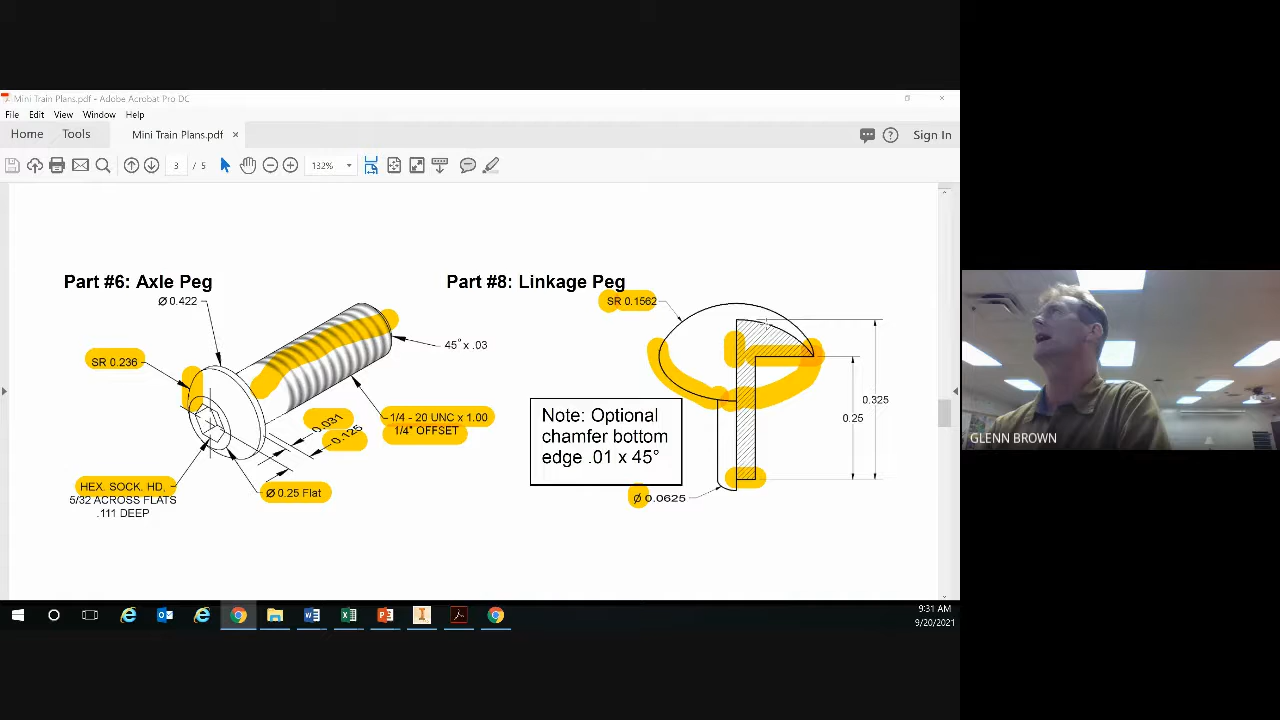 Mini Train Plans.pdf - Adobe Acrobat Pro DC
File Edit View Window Help
Home Tools Mini Train Plans.pdf × Sign In
3 / 5 132%
Part #6: Axle Peg
Ø 0.422
SR 0.236
45° x .03
1/4 - 20 UNC x 1.00
1/4" OFFSET
0.031
0.125
HEX. SOCK. HD,
5/32 ACROSS FLATS
.111 DEEP
Ø 0.25 Flat
Part #8: Linkage Peg
SR 0.1562
0.325
0.25
Note: Optional
chamfer bottom
edge .01 x 45°
Ø 0.0625
GLENN BROWN
9:31 AM
9/20/2021